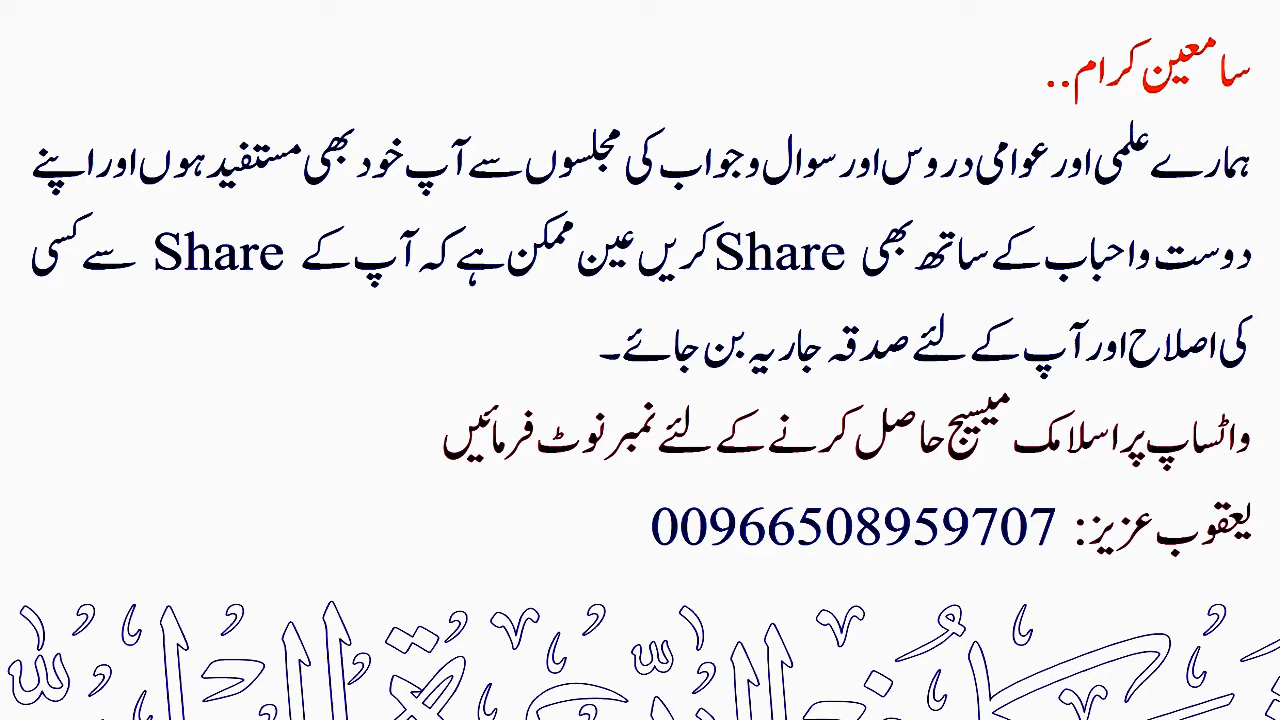 سامعین کرام..
ہمارے علمی اور عوامی دروس اور سوال و جواب کی مجلسوں سے آپ خود بھی مستفید ہوں اور اپنے
دوست و احباب کے ساتھ بھی Share کریں عین ممکن ہے کہ آپ کے Share سے کسی
کی اصلاح اور آپ کے لئے صدقہ جاریہ بن جائے۔
واٹساپ پر اسلامک میسیج حاصل کرنے کے لئے نمبر نوٹ فرمائیں
یعقوب عزیز: 00966508959707